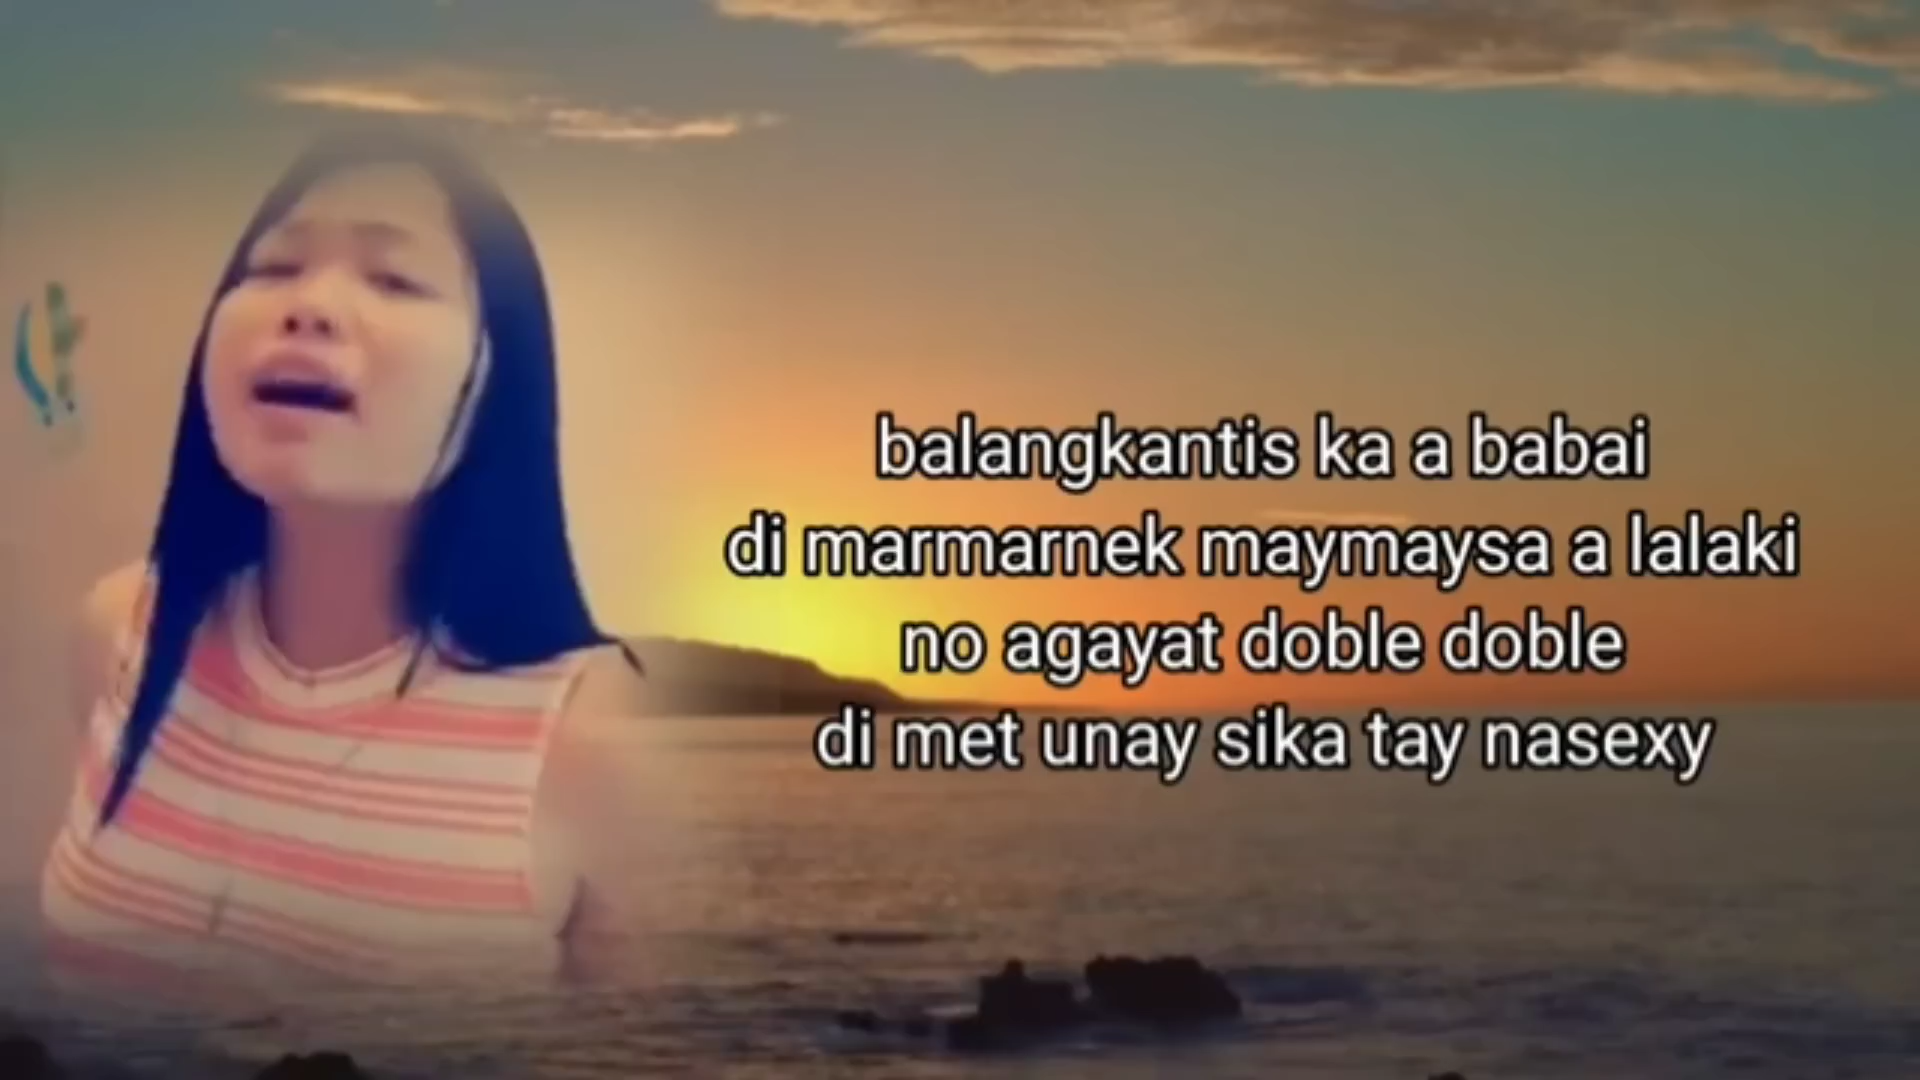 balangkantis ka a babai
di marmarnek maymaysa a lalaki
no agayat doble doble
di met unay sika tay nasexy